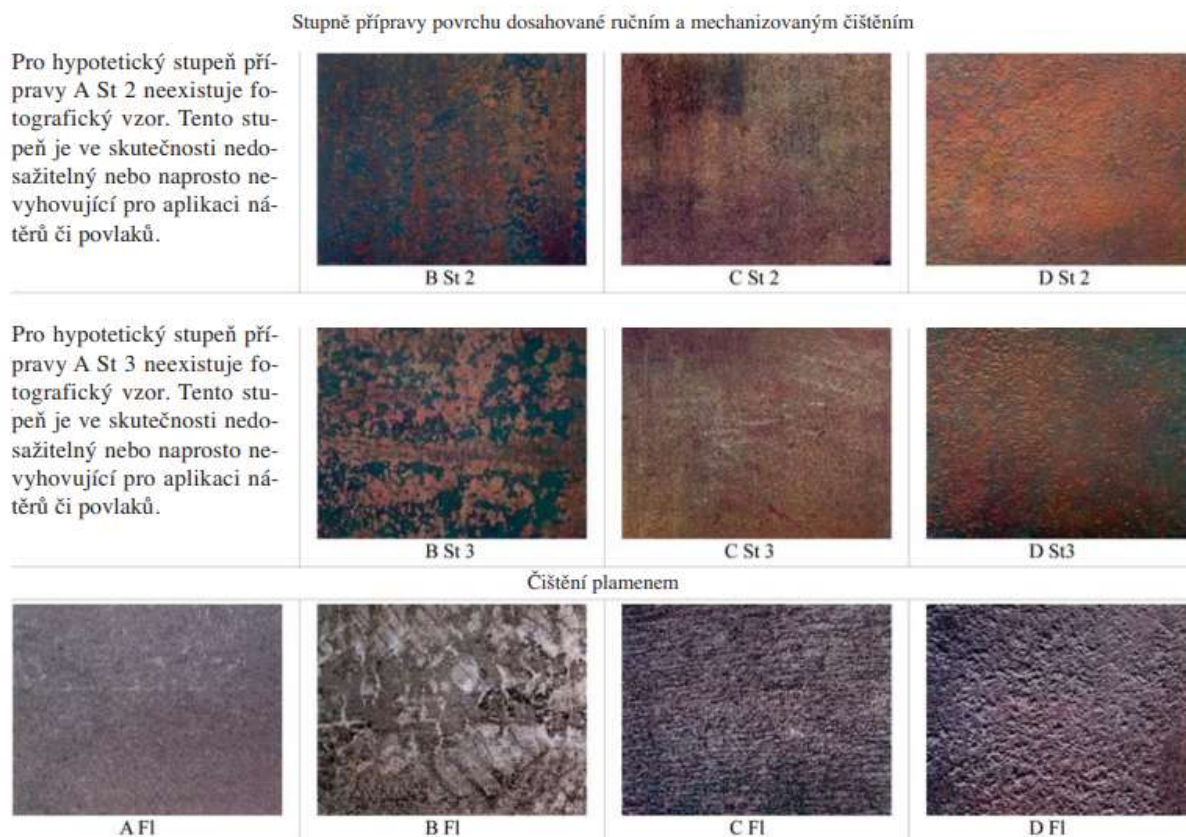 Stupně přípravy povrchu dosahované ručním a mechanizovaným čištěním
Pro hypotetický stupeň pří-
pravy A St 2 neexistuje fo-
tografický vzor. Tento stu-
peň je ve skutečnosti nedo-
sažitelný nebo naprosto ne-
vyhovující pro aplikaci ná-
těrů či povlaků.
B St 2
C St 2
D St 2
Pro hypotetický stupeň pří-
pravy A St 3 neexistuje fo-
tografický vzor. Tento stu-
peň je ve skutečnosti nedo-
sažitelný nebo naprosto ne-
vyhovující pro aplikaci ná-
těrů či povlaků.
B St 3
C St 3
D St3
Čištění plamenem
A Fl
B Fl
C Fl
D Fl